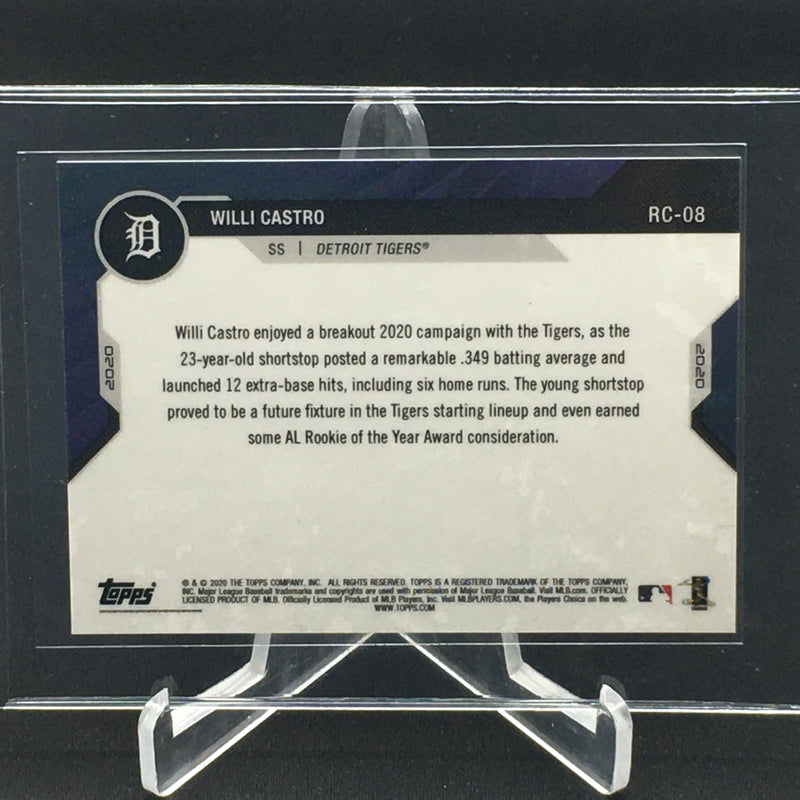 D
WILLI CASTRO
RC-08
SS | DETROIT TIGERS®
2020
2020
Willi Castro enjoyed a breakout 2020 campaign with the Tigers, as the
23-year-old shortstop posted a remarkable .349 batting average and
launched 12 extra-base hits, including six home runs. The young shortstop
proved to be a future fixture in the Tigers starting lineup and even earned
some AL Rookie of the Year Award consideration.
Topps®
® & © 2020 THE TOPPS COMPANY, INC. ALL RIGHTS RESERVED. TOPPS IS A REGISTERED TRADEMARK OF THE TOPPS COMPANY,
INC. Major League Baseball trademarks and copyrights are used with permission of Major League Baseball. Visit MLB.com. OFFICIALLY
LICENSED PRODUCT OF MLB. Officially Licensed Product of MLB Players, Inc. Visit MLBPLAYERS.COM, the Players Choice on the web.
WWW.TOPPS.COM